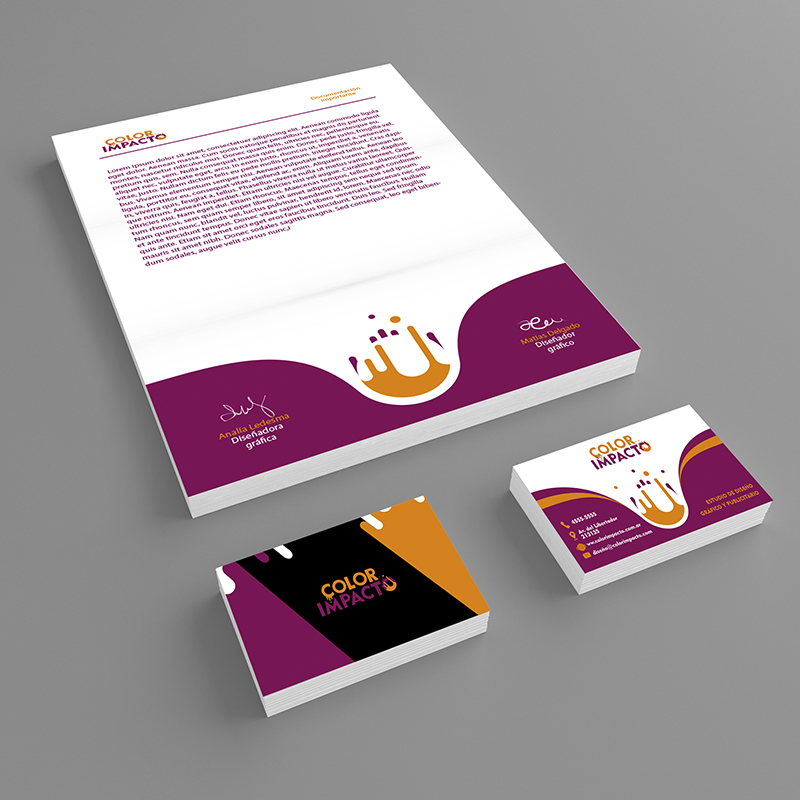 Documentación
importante
COLOR
IMPACTO
Lorem ipsum dolor sit amet, consectetuer adipiscing elit. Aenean commodo ligula
eget dolor. Aenean massa. Cum sociis natoque penatibus et magnis dis parturient
montes, nascetur ridiculus mus. Donec quam felis, ultricies nec, pellentesque eu,
pretium quis, sem. Nulla consequat massa quis enim. Donec pede justo, fringilla vel,
aliquet nec, vulputate eget, arcu. In enim justo, rhoncus ut, imperdiet a, venenatis
vitae, justo. Nullam dictum felis eu pede mollis pretium. Integer tincidunt. Cras dapi-
bus. Vivamus elementum semper nisi. Aenean vulputate eleifend tellus. Aenean leo
ligula, porttitor eu, consequat vitae, eleifend ac, enim. Aliquam lorem ante, dapibus
in, viverra quis, feugiat a, tellus. Phasellus viverra nulla ut metus varius laoreet. Quis-
que rutrum. Aenean imperdiet. Etiam ultricies nisi vel augue. Curabitur ullamcorper
ultricies nisi. Nam eget dui. Etiam rhoncus. Maecenas tempus, tellus eget condimen-
tum rhoncus, sem quam semper libero, sit amet adipiscing sem neque sed ipsum.
Nam quam nunc, blandit vel, luctus pulvinar, hendrerit id, lorem. Maecenas nec odio
et ante tincidunt tempus. Donec vitae sapien ut libero venenatis faucibus. Nullam
quis ante. Etiam sit amet orci eget eros faucibus tincidunt. Duis leo. Sed fringilla
mauris sit amet nibh. Donec sodales sagittis magna. Sed consequat, leo eget biben-
dum sodales, augue velit cursus nunc,/
Analía Ledesma
Diseñadora
gráfica
Matías Delgado
Diseñador
gráfico
COLOR
IMPACTO
COLOR
IMPACTO
4555-5555
Av. del Libertador
213125
www.colorimpacto.com.ar
diseño@colorimpacto.com
ESTUDIO DE DISEÑO
GRÁFICO Y PUBLICITARIO